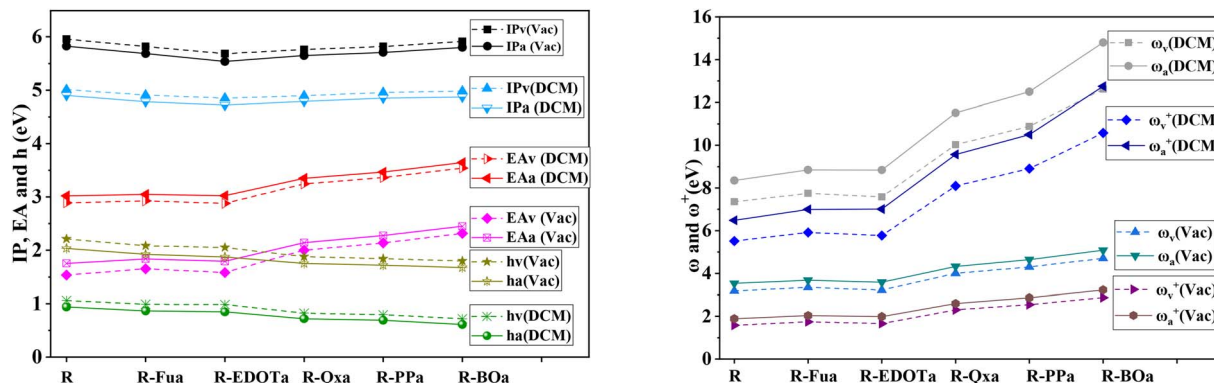 IP, EA and h (eV)
6
5
4
3
2
1
0
IPv(Vac)
IPa (Vac)
IPv(DCM)
IPa (DCM)
EAv (DCM)
EAa (DCM)
EAv (Vac)
EAa (Vac)
hv(Vac)
ha(Vac)
hv(DCM)
ha(DCM)
R R-Fua R-EDOTa R-Oxa R-PPa R-BOa
ω and ω⁺(eV)
16
14
12
10
8
6
4
2
0
ωᵥ(DCM)
ωₐ(DCM)
ωᵥ⁺(DCM
ωₐ⁺(DCM
ωᵥ(Vac)
ωₐ(Vac)
ωᵥ⁺(Vac)
ωₐ⁺(Vac)
R R-Fua R-EDOTa R-Qxa R-PPa R-BOa